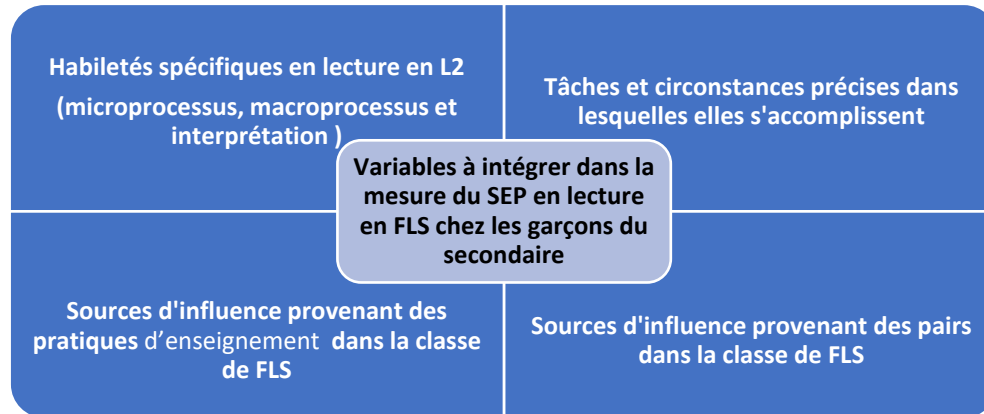 Habiletés spécifiques en lecture en L2
(microprocessus, macroprocessus et
interprétation )
Tâches et circonstances précises dans
lesquelles elles s'accomplissent
Variables à intégrer dans la
mesure du SEP en lecture
en FLS chez les garçons du
secondaire
Sources d'influence provenant des
pratiques d’enseignement dans la classe
de FLS
Sources d'influence provenant des pairs
dans la classe de FLS